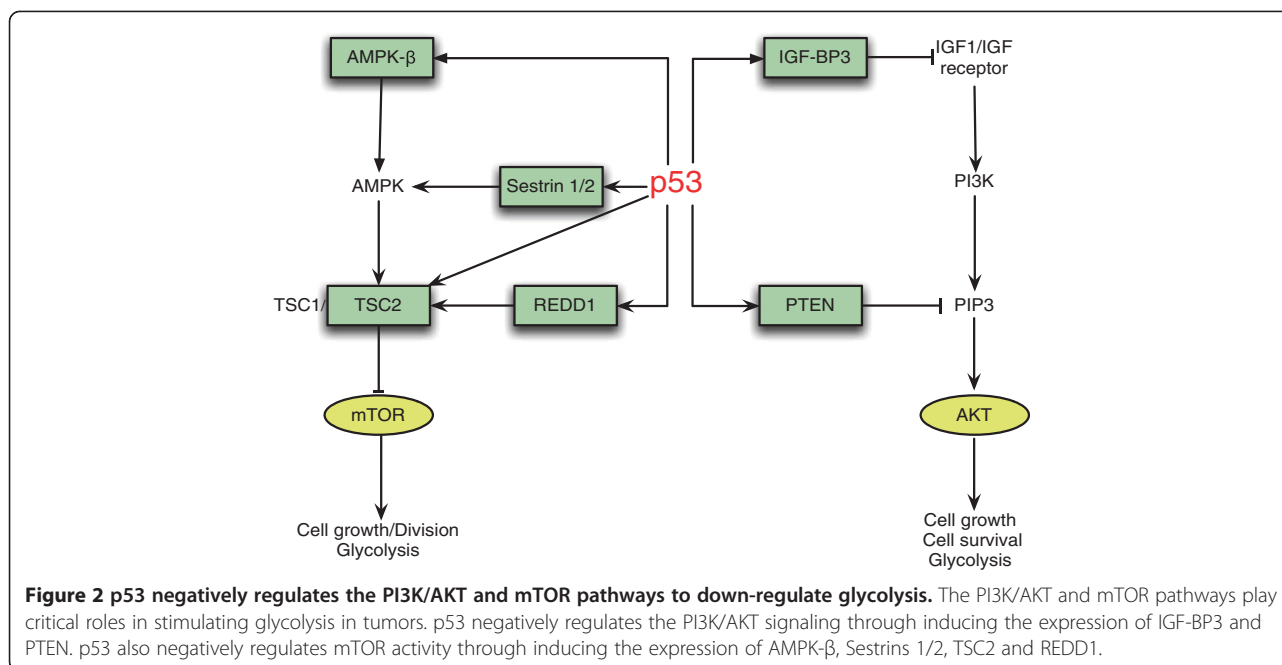 AMPK-β
IGF-BP3
IGF1/IGF
receptor
AMPK
Sestrin 1/2
p53
PI3K
TSC1/
TSC2
REDD1
PTEN
PIP3
mTOR
AKT
Cell growth/Division
Glycolysis
Cell growth
Cell survival
Glycolysis
Figure 2 p53 negatively regulates the PI3K/AKT and mTOR pathways to down-regulate glycolysis. The PI3K/AKT and mTOR pathways play
critical roles in stimulating glycolysis in tumors. p53 negatively regulates the PI3K/AKT signaling through inducing the expression of IGF-BP3 and
PTEN. p53 also negatively regulates mTOR activity through inducing the expression of AMPK-β, Sestrins 1/2, TSC2 and REDD1.